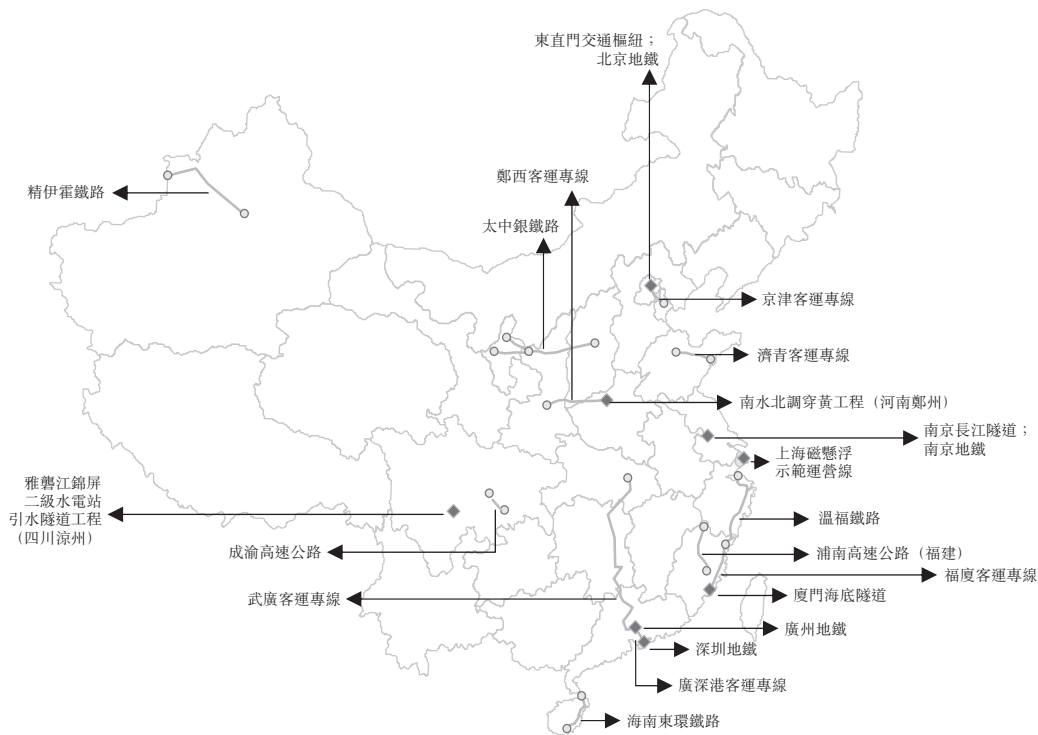 東直門交通樞紐；
北京地鐵
鄭西客運專線
精伊霍鐵路
太中銀鐵路
京津客運專線
濟青客運專線
南水北調穿黃工程（河南鄭州）
南京長江隧道；
南京地鐵
上海磁懸浮
示範運營線
雅礱江錦屏
二級水電站
引水隧道工程
（四川涼州）
溫福鐵路
成渝高速公路
浦南高速公路（福建）
福廈客運專線
武廣客運專線
廈門海底隧道
廣州地鐵
深圳地鐵
廣深港客運專線
海南東環鐵路